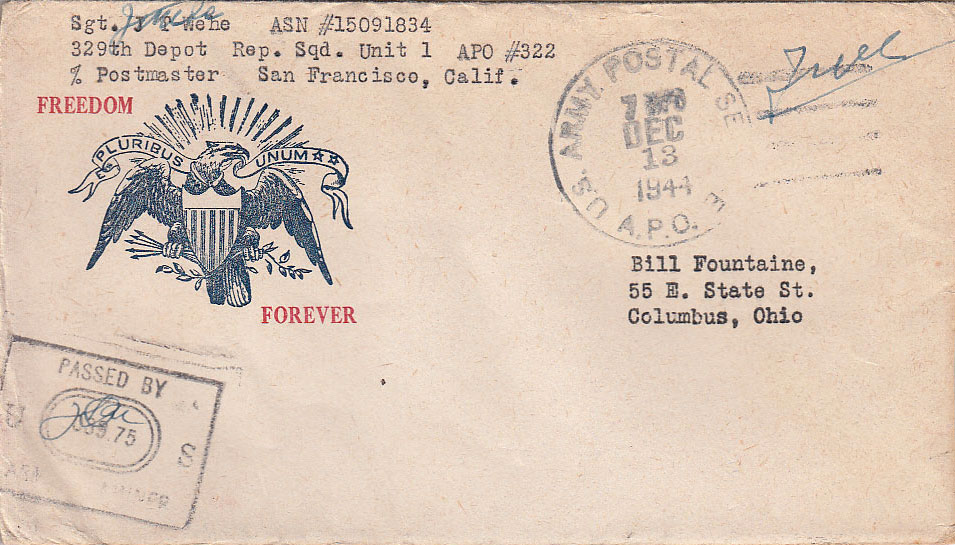 Sgt. J P Wehe ASN #15091834
329th Depot Rep. Sqd. Unit 1 APO #322
% Postmaster San Francisco, Calif.
FREEDOM
E PLURIBUS UNUM
FOREVER
U.S. ARMY POSTAL SE E
DEC
13
1944
A.P.O.
Free
Bill Fountaine,
55 E. State St.
Columbus, Ohio
PASSED BY
U S